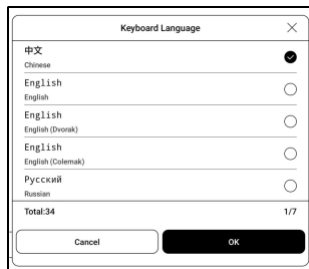 Keyboard Language
中文
Chinese
English
English
English
English (Dvorak)
English
English (Colemak)
Русский
Russian
Total:34 1/7
Cancel OK